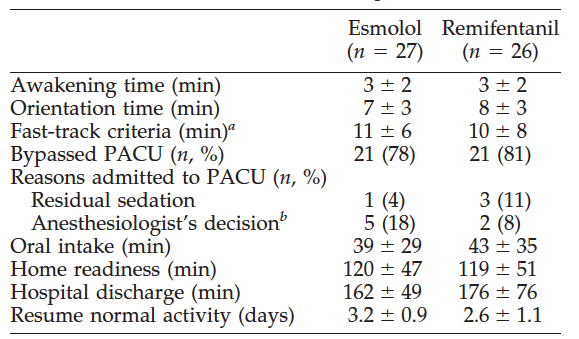 Esmolol Remifentanil
(n = 27) (n = 26)
Awakening time (min) 3 ± 2 3 ± 2
Orientation time (min) 7 ± 3 8 ± 3
Fast-track criteria (min)a 11 ± 6 10 ± 8
Bypassed PACU (n, %) 21 (78) 21 (81)
Reasons admitted to PACU (n, %)
Residual sedation 1 (4) 3 (11)
Anesthesiologist's decisionb 5 (18) 2 (8)
Oral intake (min) 39 ± 29 43 ± 35
Home readiness (min) 120 ± 47 119 ± 51
Hospital discharge (min) 162 ± 49 176 ± 76
Resume normal activity (days) 3.2 ± 0.9 2.6 ± 1.1